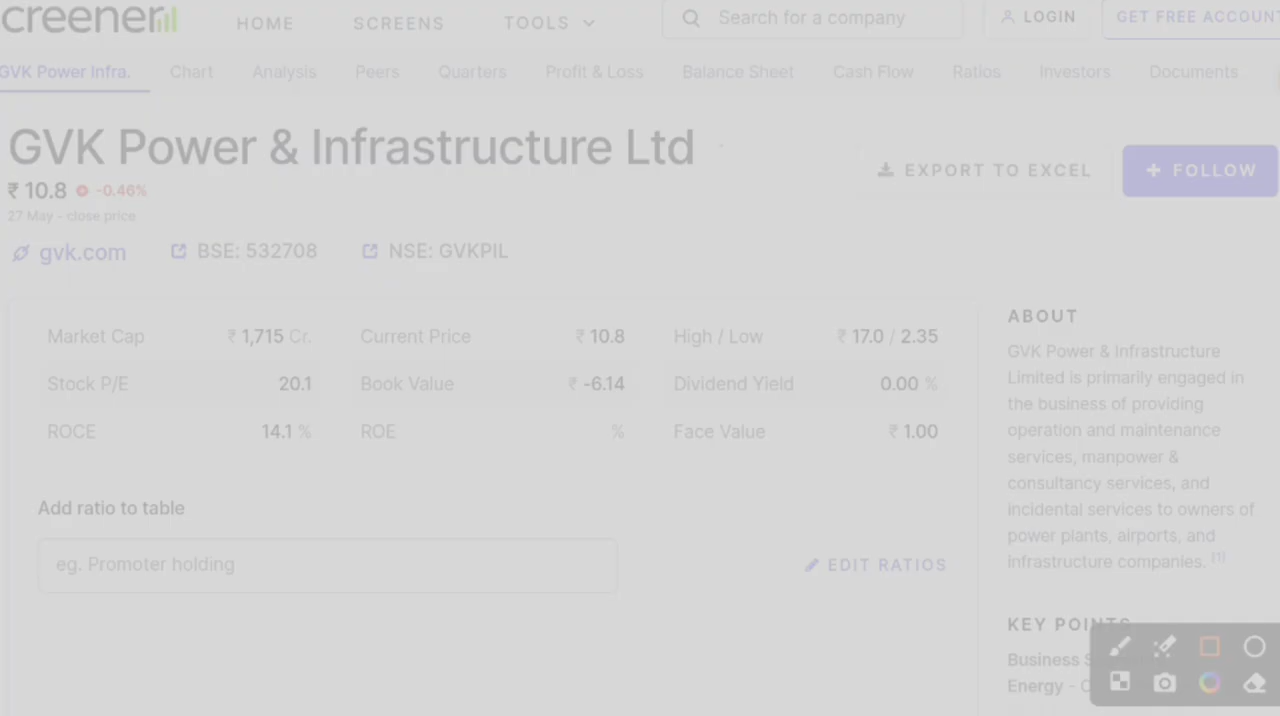 creener
HOME SCREENS TOOLS
Search for a company
LOGIN
GET FREE ACCOUNT
GVK Power Infra. Chart Analysis Peers Quarters Profit & Loss Balance Sheet Cash Flow Ratios Investors Documents
GVK Power & Infrastructure Ltd
EXPORT TO EXCEL
+ FOLLOW
₹ 10.8 -0.46%
27 May - close price
gvk.com BSE: 532708 NSE: GVKPIL
Market Cap ₹ 1,715 Cr. Current Price ₹ 10.8 High / Low ₹ 17.0 / 2.35
Stock P/E 20.1 Book Value ₹ -6.14 Dividend Yield 0.00 %
ROCE 14.1 % ROE % Face Value ₹ 1.00
Add ratio to table
eg. Promoter holding
EDIT RATIOS
ABOUT
GVK Power & Infrastructure
Limited is primarily engaged in
the business of providing
operation and maintenance
services, manpower &
consultancy services, and
incidental services to owners of
power plants, airports, and
infrastructure companies. [1]
KEY POINTS
Business
Energy -